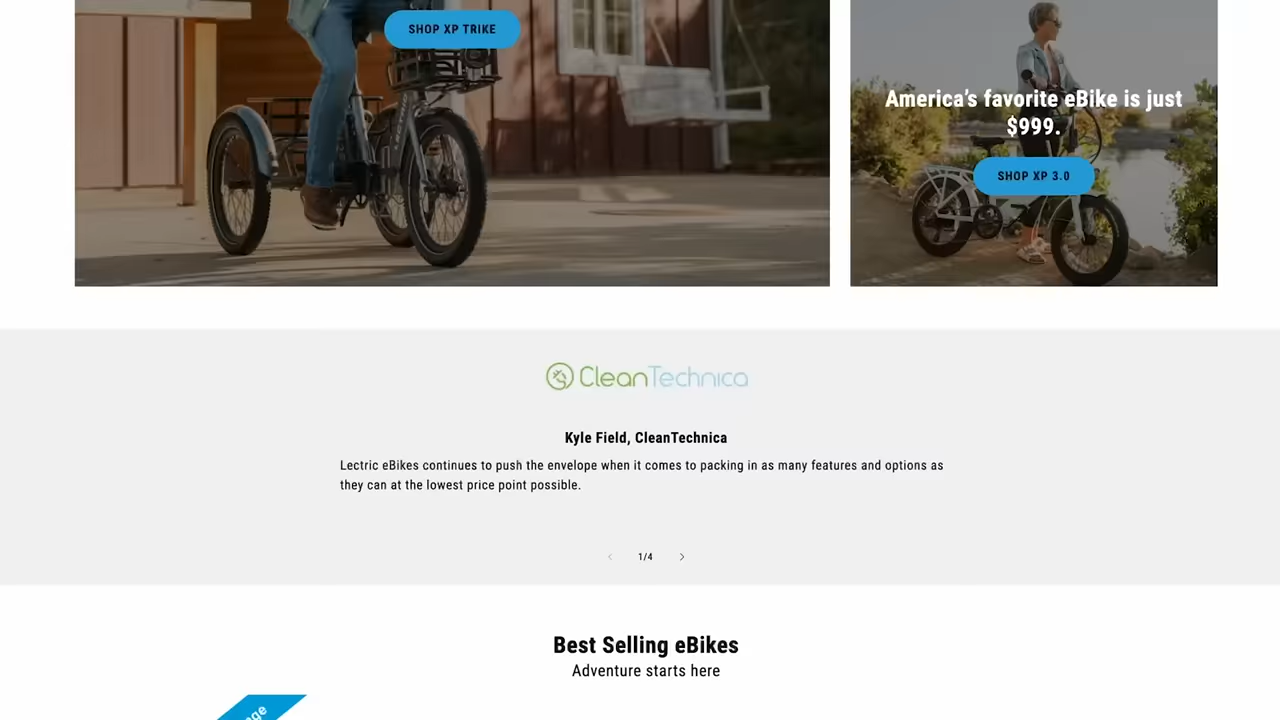 SHOP XP TRIKE
America's favorite eBike is just
$999.
SHOP XP 3.0
CleanTechnica
Kyle Field, CleanTechnica
Lectric eBikes continues to push the envelope when it comes to packing in as many features and options as
they can at the lowest price point possible.
1/4
Best Selling eBikes
Adventure starts here